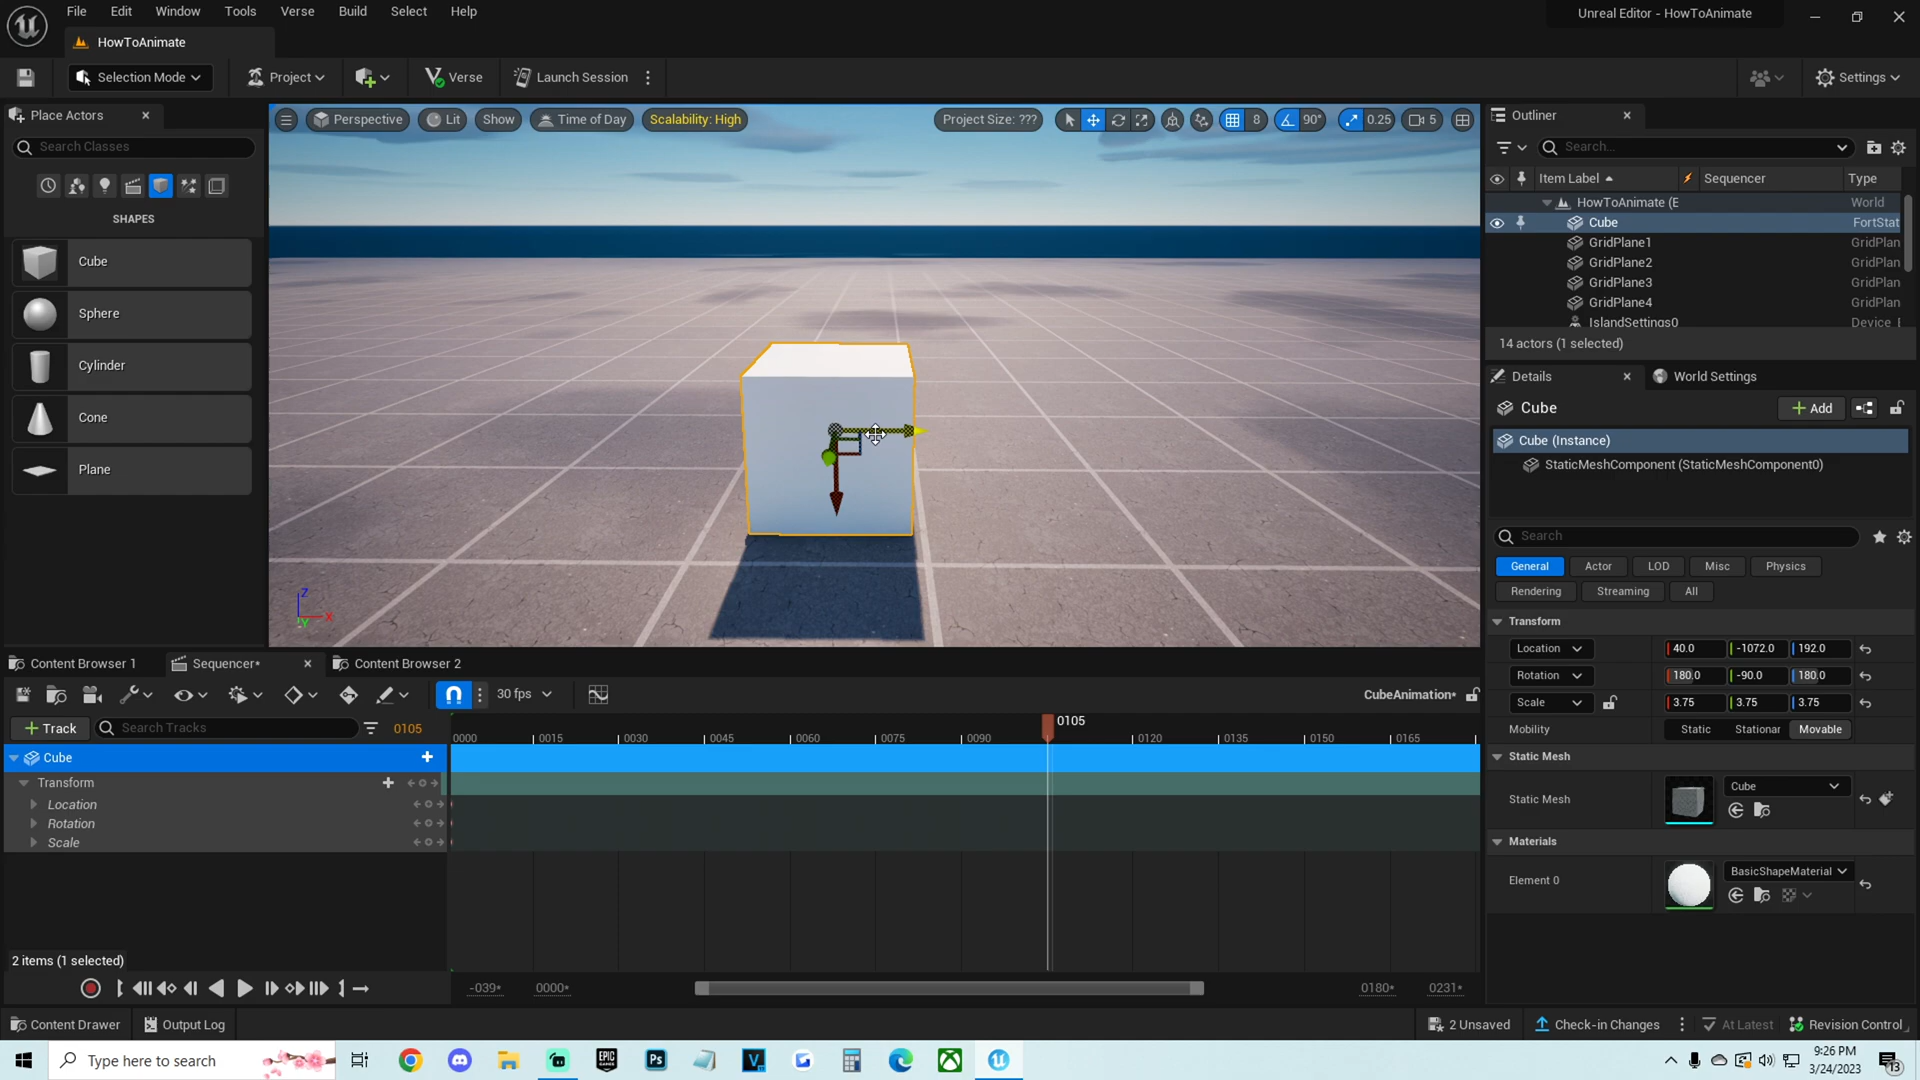 File Edit Window Tools Verse Build Select Help
Unreal Editor - HowToAnimate
HowToAnimate
Selection Mode Project Verse Launch Session Settings
Place Actors
Search Classes
SHAPES
Cube
Sphere
Cylinder
Cone
Plane
Perspective Lit Show Time of Day Scalability: High Project Size: ??? 8 90° 0.25 5
Z
X
Y
Outliner
Search...
Item Label Sequencer Type
HowToAnimate (E World
Cube FortStat
GridPlane1 GridPlan
GridPlane2 GridPlan
GridPlane3 GridPlan
GridPlane4 GridPlan
IslandSettings0 Device_E
14 actors (1 selected)
Details World Settings
Cube Add
Cube (Instance)
StaticMeshComponent (StaticMeshComponent0)
Search
General Actor LOD Misc Physics
Rendering Streaming All
Transform
Location 40.0 -1072.0 192.0
Rotation 180.0 -90.0 180.0
Scale 3.75 3.75 3.75
Mobility Static Stationar Movable
Static Mesh
Static Mesh Cube
Materials
Element 0 BasicShapeMaterial
Content Browser 1 Sequencer* Content Browser 2
30 fps CubeAnimation*
Track Search Tracks 0105
0105
0000 0015 0030 0045 0060 0075 0090 0120 0135 0150 0165
Cube
Transform
Location
Rotation
Scale
2 items (1 selected)
-039* 0000* 0180* 0231*
Content Drawer Output Log 2 Unsaved Check-in Changes At Latest Revision Control
Type here to search
EPIC GAMES
Ps
V
9:26 PM
3/24/2023
13